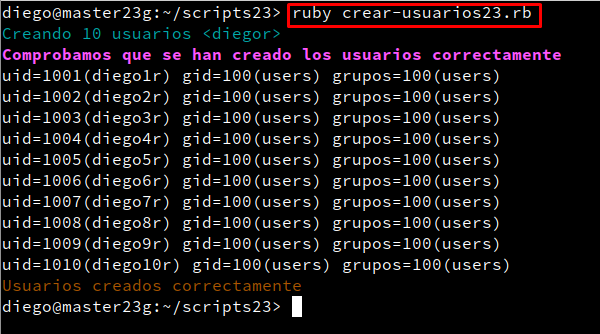 diego@master23g:~/scripts23> ruby crear-usuarios23.rb
Creando 10 usuarios <diegor>
Comprobamos que se han creado los usuarios correctamente
uid=1001(diego1r) gid=100(users) grupos=100(users)
uid=1002(diego2r) gid=100(users) grupos=100(users)
uid=1003(diego3r) gid=100(users) grupos=100(users)
uid=1004(diego4r) gid=100(users) grupos=100(users)
uid=1005(diego5r) gid=100(users) grupos=100(users)
uid=1006(diego6r) gid=100(users) grupos=100(users)
uid=1007(diego7r) gid=100(users) grupos=100(users)
uid=1008(diego8r) gid=100(users) grupos=100(users)
uid=1009(diego9r) gid=100(users) grupos=100(users)
uid=1010(diego10r) gid=100(users) grupos=100(users)
Usuarios creados correctamente
diego@master23g:~/scripts23>